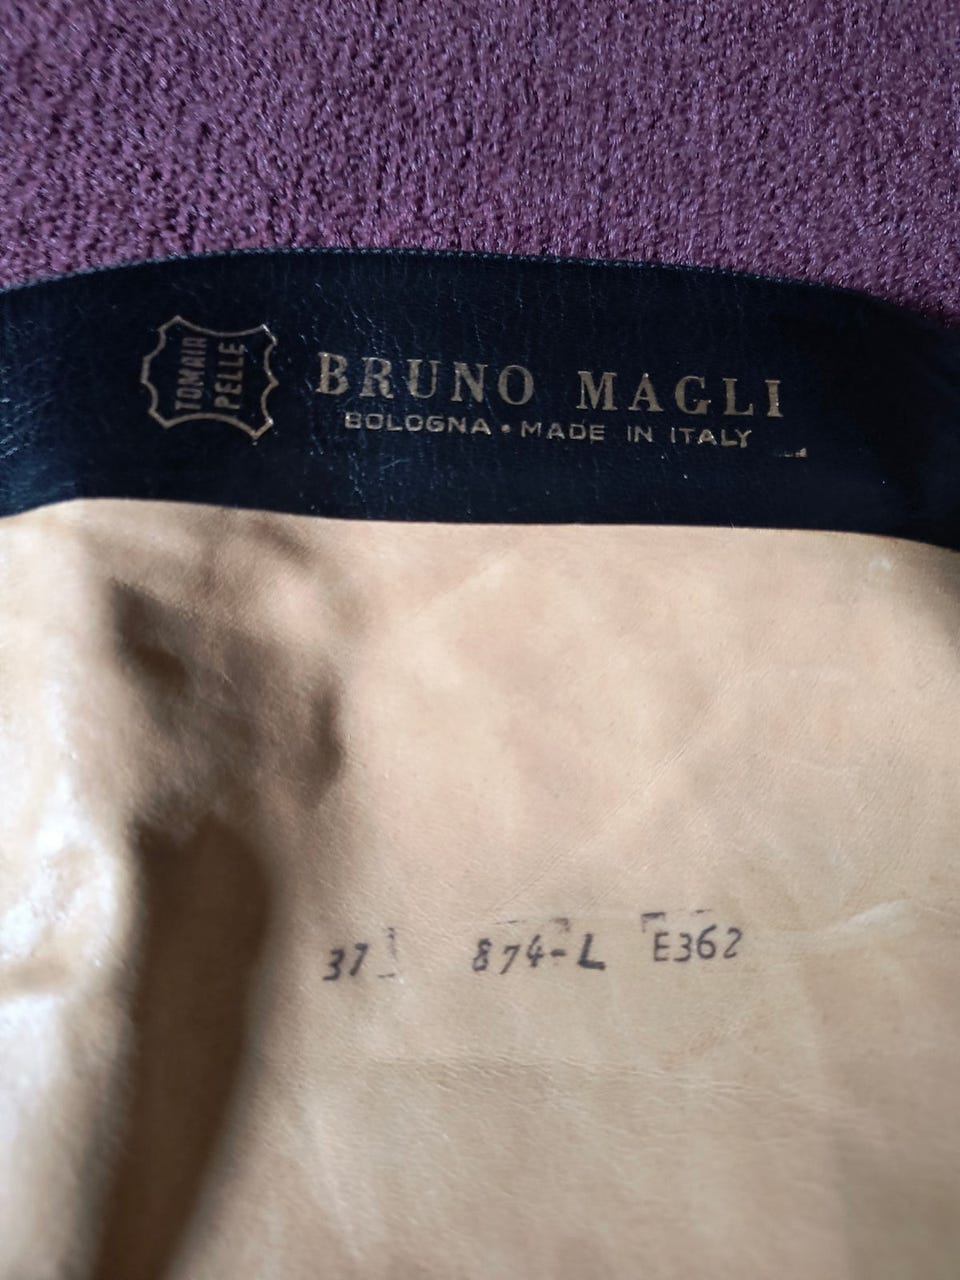 TOMAIA
PELLE
BRUNO MAGLI
BOLOGNA • MADE IN ITALY
37 874-L E362